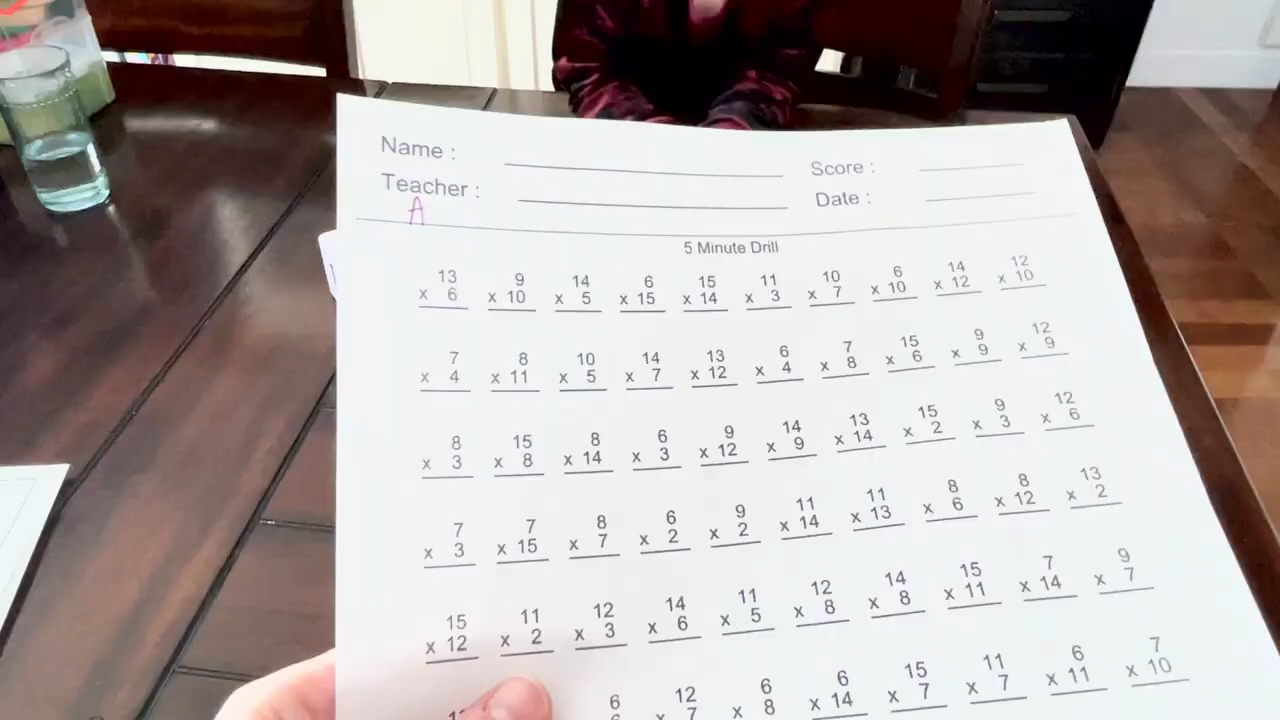 Name :
Score :
Teacher :
Date :
A
5 Minute Drill
13 9 14 6 15 11 10 6 14 12
x 6 x 10 x 5 x 15 x 14 x 3 x 7 x 10 x 12 x 10
7 8 10 14 13 6 7 15 9 12
x 4 x 11 x 5 x 7 x 12 x 4 x 8 x 6 x 9 x 9
8 15 8 6 9 14 13 15 9 12
x 3 x 8 x 14 x 3 x 12 x 9 x 14 x 2 x 3 x 6
7 7 8 6 9 11 11 8 8 13
x 3 x 15 x 7 x 2 x 2 x 14 x 13 x 6 x 12 x 2
15 11 12 14 11 12 14 15 7 9
x 12 x 2 x 3 x 6 x 5 x 8 x 8 x 11 x 14 x 7
6 12 6 6 15 11 6 7
x 7 x 8 x 14 x 7 x 7 x 11 x 10